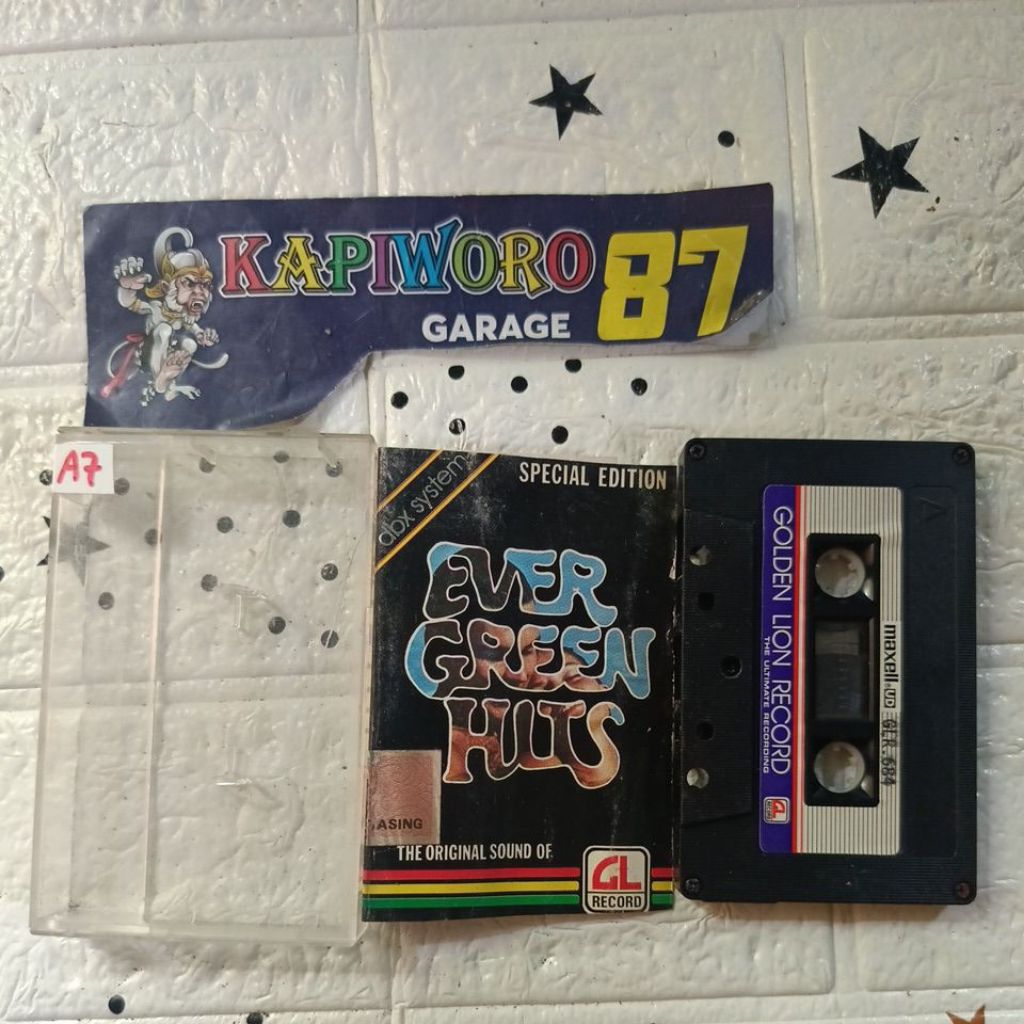 KAPIWORO 87
GARAGE
A7
dbx system
SPECIAL EDITION
EVER
GREEN
HITS
ASING
THE ORIGINAL SOUND OF
GL
RECORD
GOLDEN LION RECORD
THE ULTIMATE RECORDING
GL
maxell UD
GLR.684